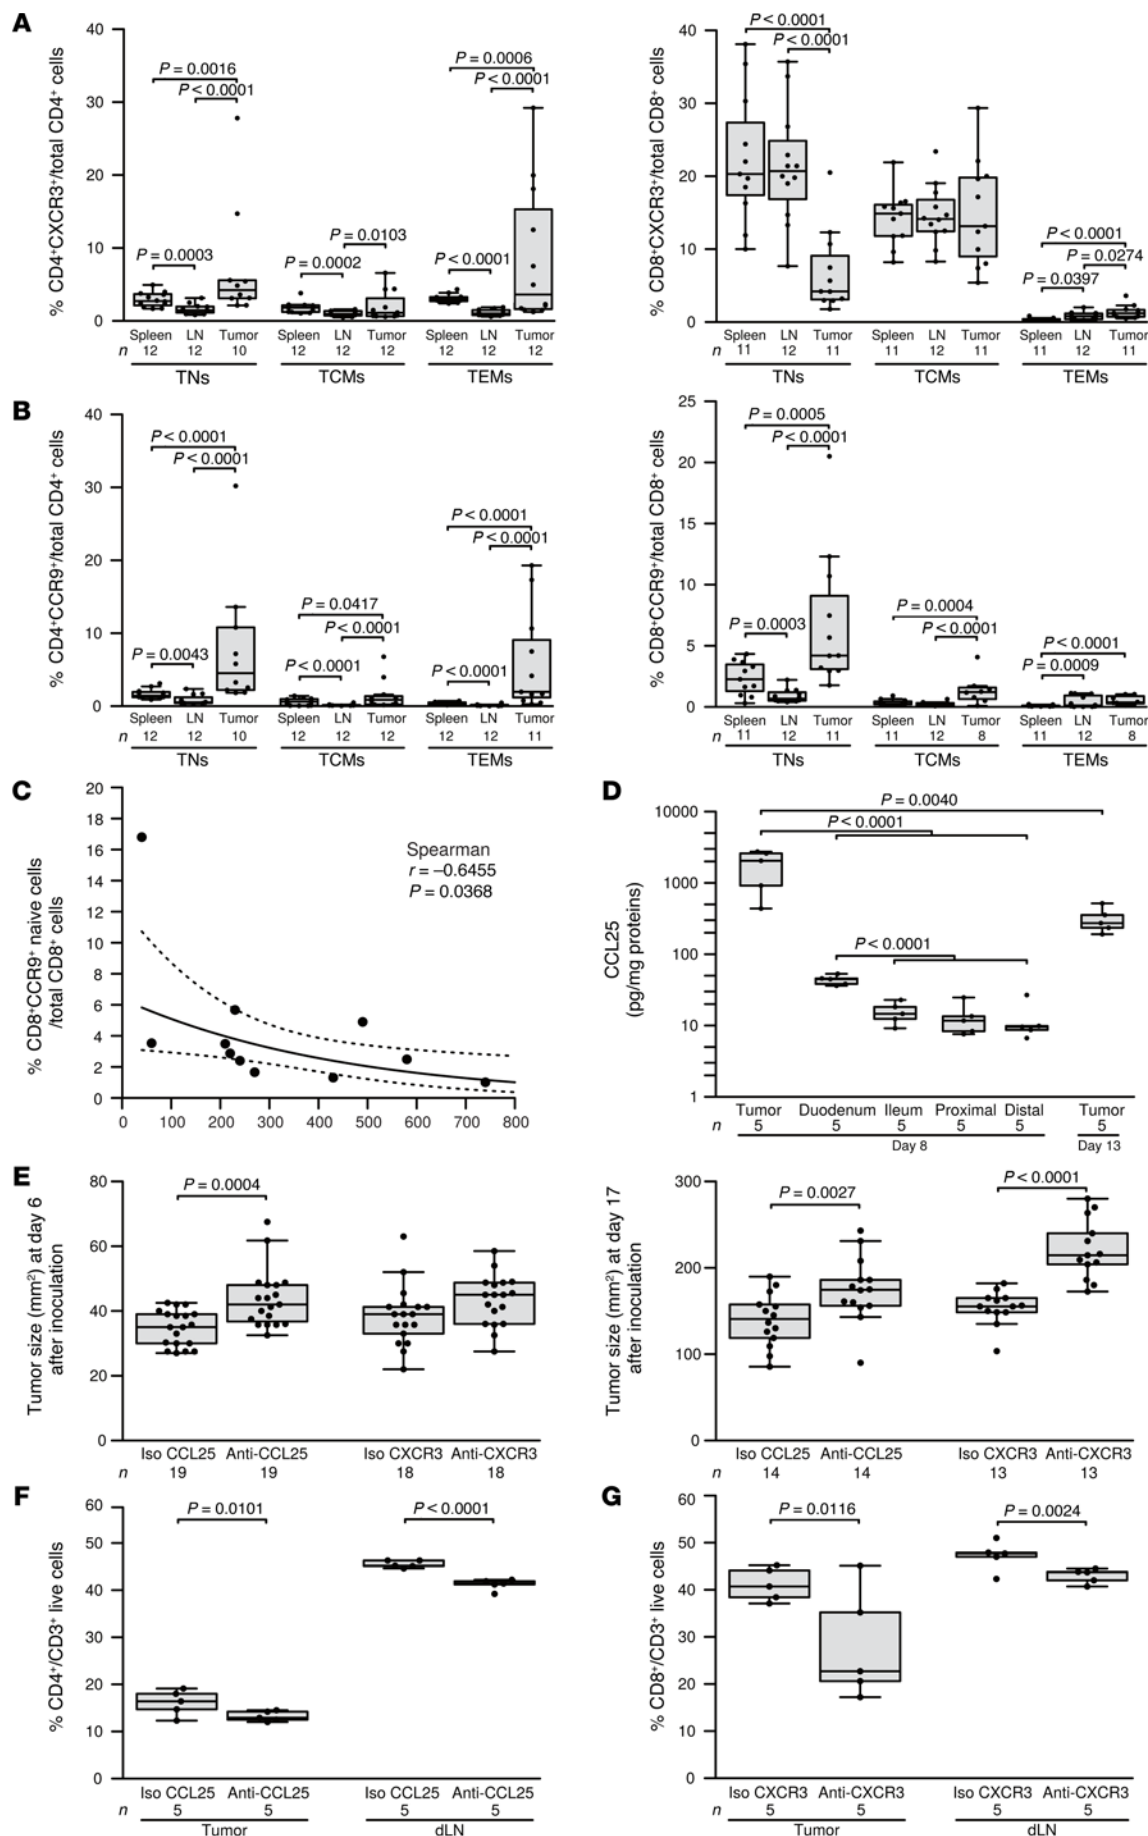 A
% CD4⁺CXCR3⁺/total CD4⁺ cells
40
30
20
10
0
P = 0.0016
P < 0.0001
P = 0.0003
P = 0.0002
P = 0.0103
P = 0.0006
P < 0.0001
P < 0.0001
Spleen LN Tumor Spleen LN Tumor Spleen LN Tumor
n 12 12 10 12 12 12 12 12 12
TNs TCMs TEMs
% CD8⁺CXCR3⁺/total CD8⁺ cells
40
30
20
10
0
P < 0.0001
P < 0.0001
P < 0.0001
P = 0.0274
P = 0.0397
Spleen LN Tumor Spleen LN Tumor Spleen LN Tumor
n 11 12 11 11 12 11 11 12 11
TNs TCMs TEMs
B
% CD4⁺CCR9⁺/total CD4⁺ cells
40
30
20
10
0
P < 0.0001
P < 0.0001
P = 0.0043
P = 0.0417
P < 0.0001
P < 0.0001
P < 0.0001
P < 0.0001
P < 0.0001
Spleen LN Tumor Spleen LN Tumor Spleen LN Tumor
n 12 12 10 12 12 12 12 12 11
TNs TCMs TEMs
% CD8⁺CCR9⁺/total CD8⁺ cells
25
20
15
10
5
0
P = 0.0005
P < 0.0001
P = 0.0003
P = 0.0004
P < 0.0001
P < 0.0001
P = 0.0009
Spleen LN Tumor Spleen LN Tumor Spleen LN Tumor
n 11 12 11 11 12 8 11 12 8
TNs TCMs TEMs
C
% CD8⁺CCR9⁺ naive cells
/total CD8⁺ cells
20
18
16
14
12
10
8
6
4
2
0
Spearman
r = –0.6455
P = 0.0368
0 100 200 300 400 500 600 700 800
D
CCL25
(pg/mg proteins)
10000
1000
100
10
1
P = 0.0040
P < 0.0001
P < 0.0001
Tumor Duodenum Ileum Proximal Distal Tumor
n 5 5 5 5 5 5
Day 8 Day 13
E
Tumor size (mm²) at day 6
after inoculation
80
60
40
20
0
P = 0.0004
Iso CCL25 Anti-CCL25 Iso CXCR3 Anti-CXCR3
n 19 19 18 18
Tumor size (mm²) at day 17
after inoculation
300
200
100
0
P = 0.0027
P < 0.0001
Iso CCL25 Anti-CCL25 Iso CXCR3 Anti-CXCR3
n 14 14 13 13
F
% CD4⁺/CD3⁺ live cells
60
50
40
30
20
10
0
P = 0.0101
P < 0.0001
Iso CCL25 Anti-CCL25 Iso CCL25 Anti-CCL25
n 5 5 5 5
Tumor dLN
G
% CD8⁺/CD3⁺ live cells
60
50
40
30
20
10
0
P = 0.0116
P = 0.0024
Iso CXCR3 Anti-CXCR3 Iso CXCR3 Anti-CXCR3
n 5 5 5 5
Tumor dLN